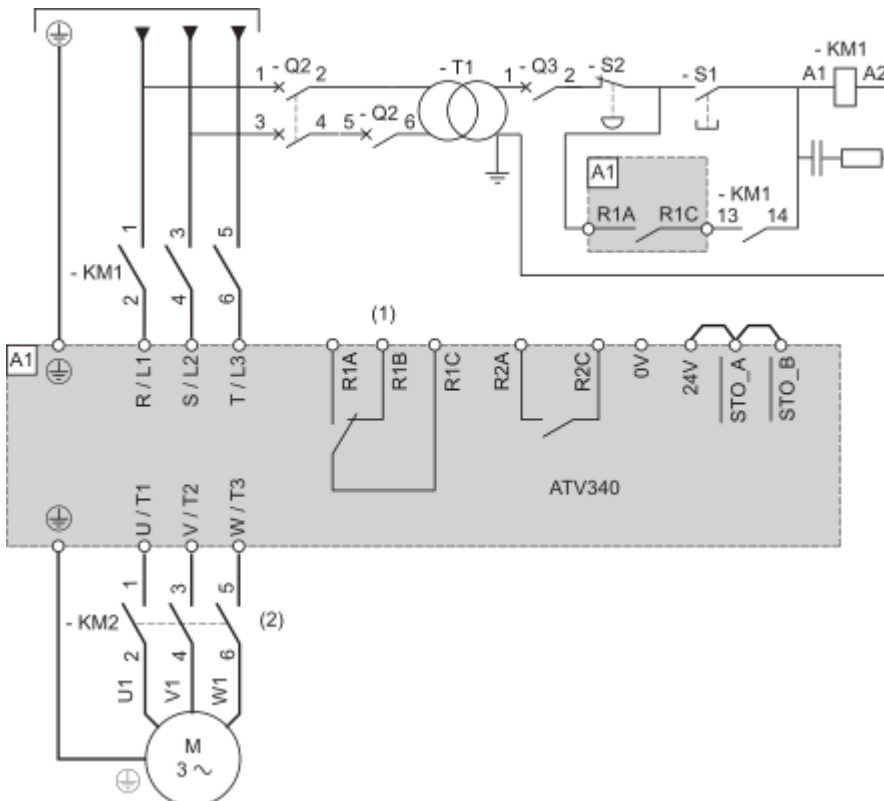 1 - Q2 2 - T1 1 - Q3 2 - S2 - S1 - KM1
A1 A2
3 4 5 - Q2 6
A1
R1A R1C
- KM1
13 14
- KM1
1 3 5
2 4 6
(1)
A1
R / L1 S / L2 T / L3 R1A R1B R1C R2A R2C 0V 24V STO_A STO_B
ATV340
U / T1 V / T2 W / T3
1 3 5
- KM2 (2)
2 4 6
U1 V1 W1
M
3 ~